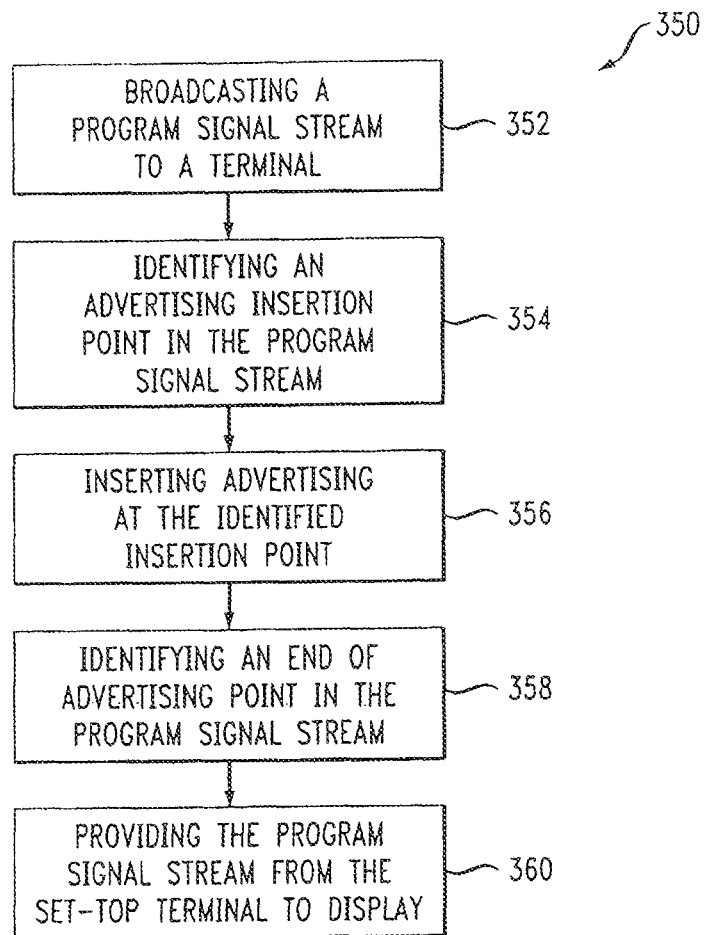 350
BROADCASTING A
PROGRAM SIGNAL STREAM
TO A TERMINAL
352
IDENTIFYING AN
ADVERTISING INSERTION
POINT IN THE PROGRAM
SIGNAL STREAM
354
INSERTING ADVERTISING
AT THE IDENTIFIED
INSERTION POINT
356
IDENTIFYING AN END OF
ADVERTISING POINT IN THE
PROGRAM SIGNAL STREAM
358
PROVIDING THE PROGRAM
SIGNAL STREAM FROM THE
SET-TOP TERMINAL TO DISPLAY
360